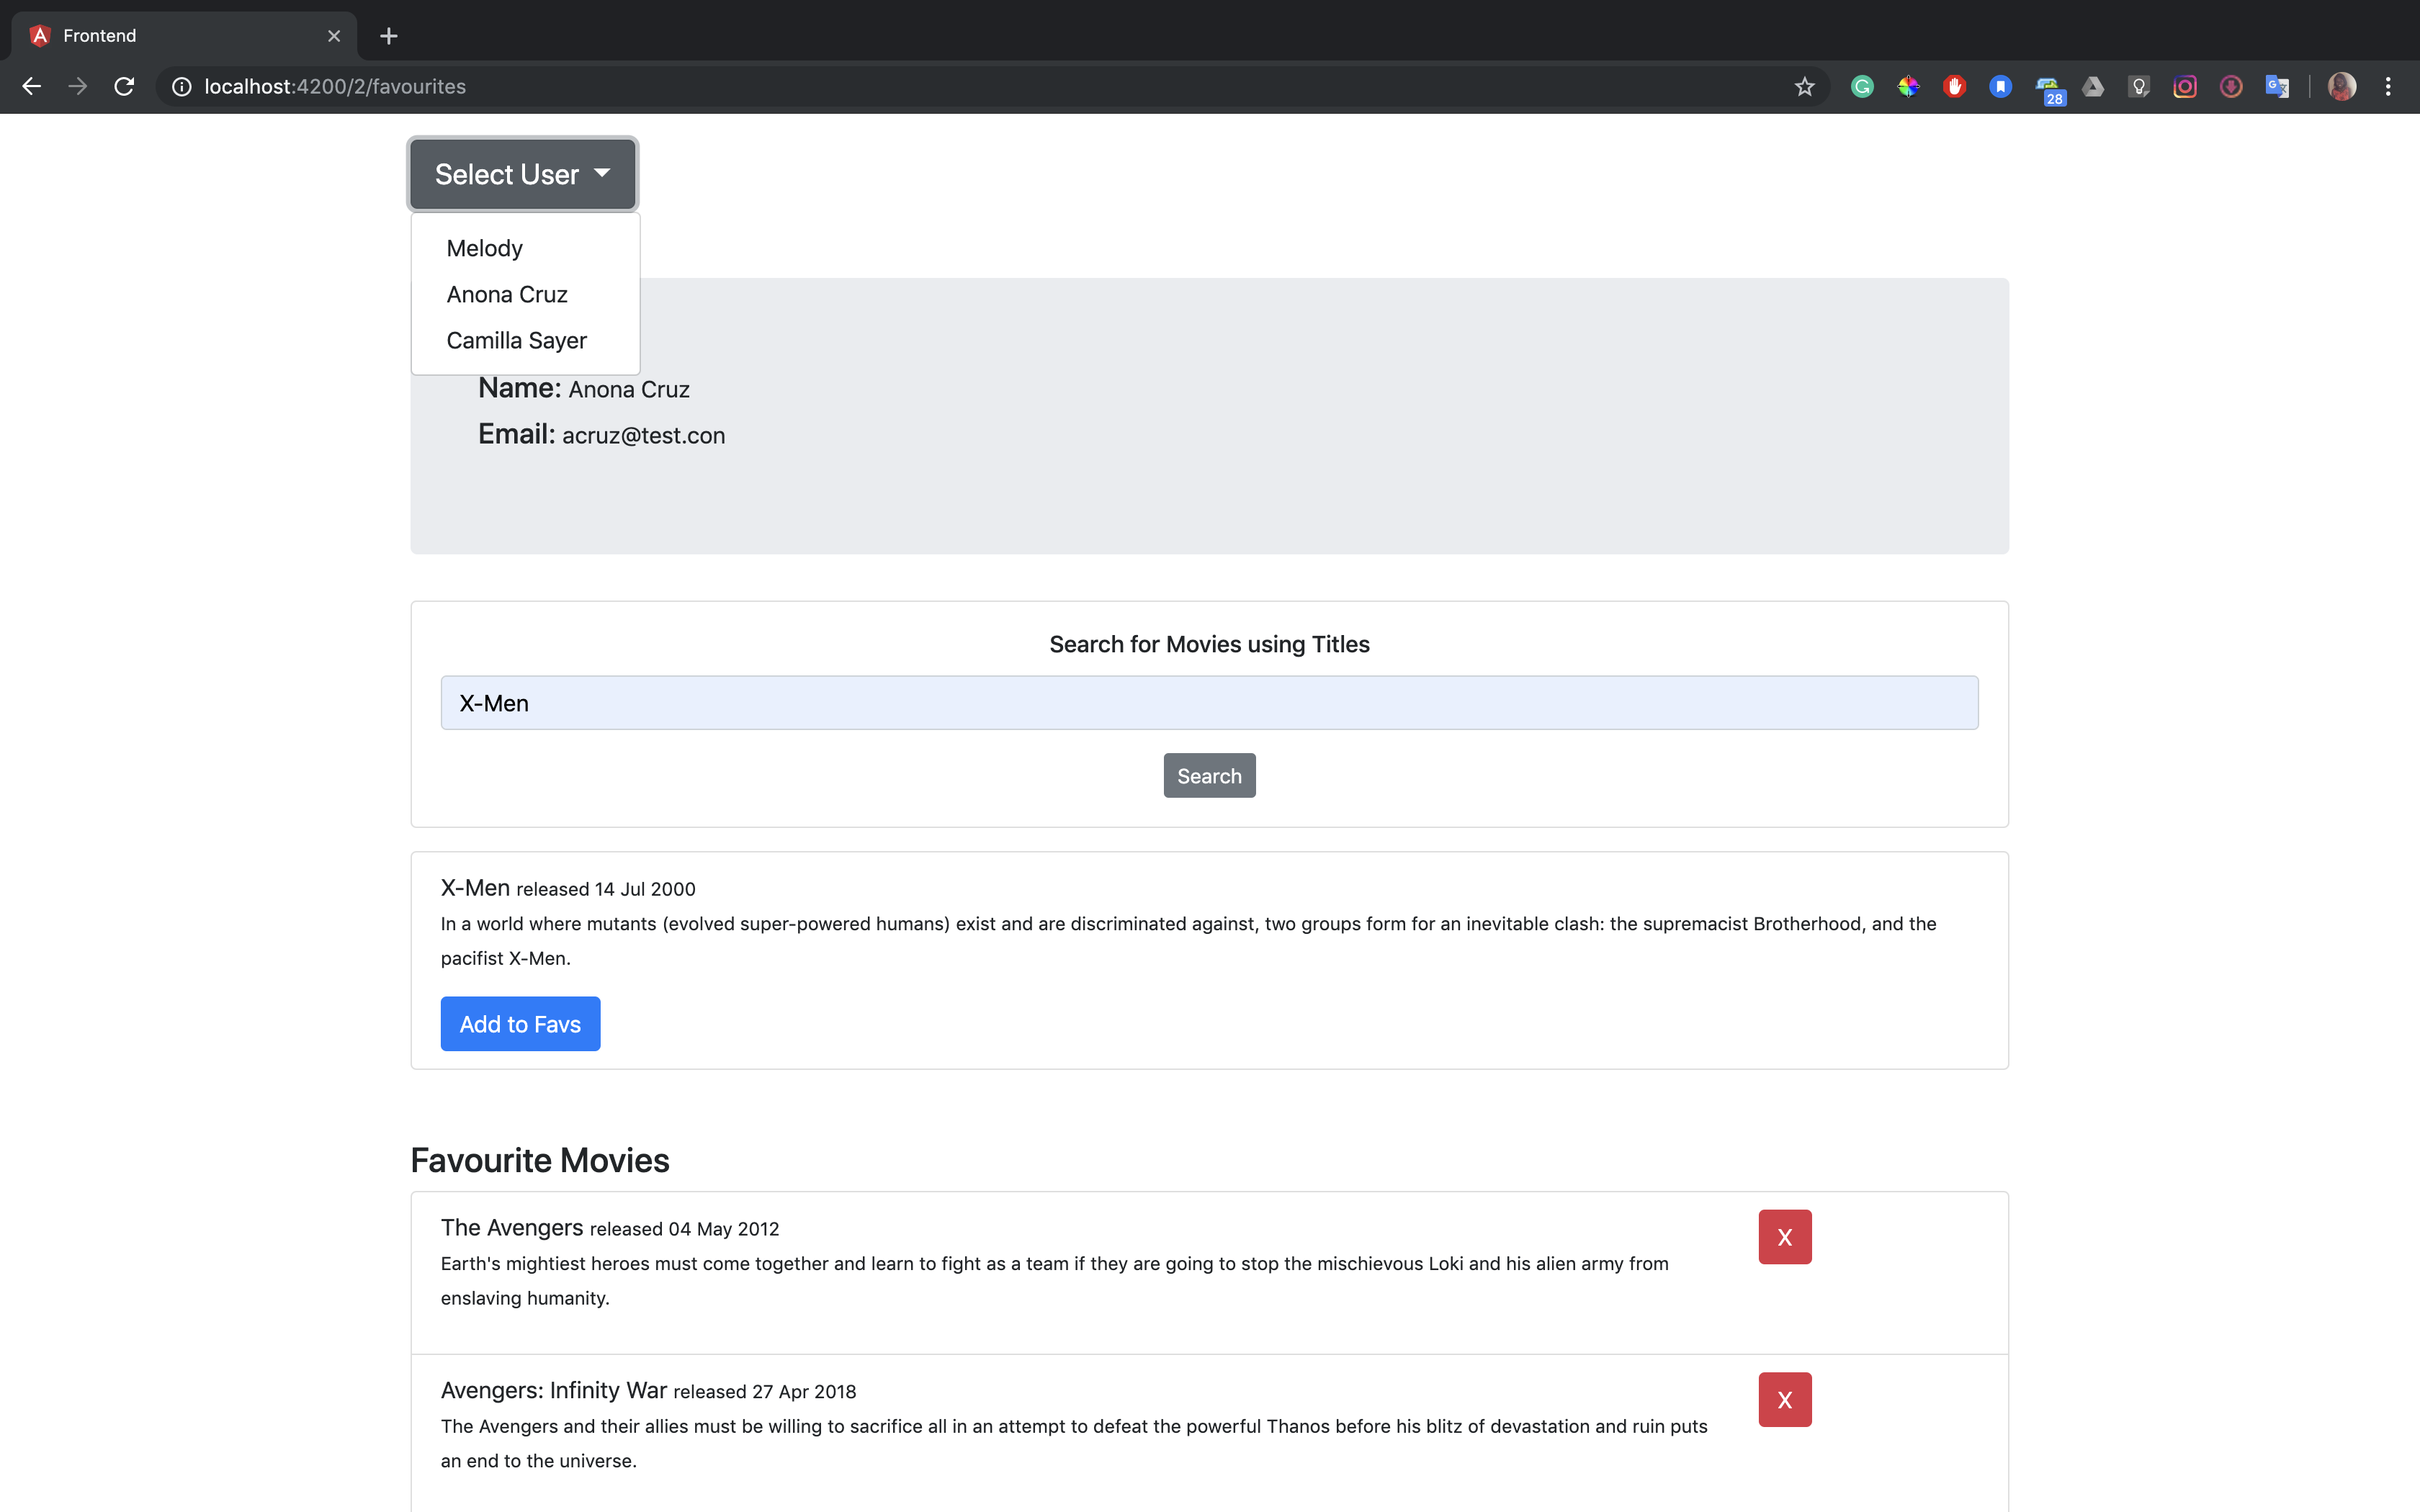 Frontend
localhost:4200/2/favourites
28
Select User
Melody
Anona Cruz
Camilla Sayer
Name: Anona Cruz
Email: acruz@test.con
Search for Movies using Titles
X-Men
Search
X-Men released 14 Jul 2000
In a world where mutants (evolved super-powered humans) exist and are discriminated against, two groups form for an inevitable clash: the supremacist Brotherhood, and the
pacifist X-Men.
Add to Favs
Favourite Movies
The Avengers released 04 May 2012
X
Earth's mightiest heroes must come together and learn to fight as a team if they are going to stop the mischievous Loki and his alien army from
enslaving humanity.
Avengers: Infinity War released 27 Apr 2018
X
The Avengers and their allies must be willing to sacrifice all in an attempt to defeat the powerful Thanos before his blitz of devastation and ruin puts
an end to the universe.